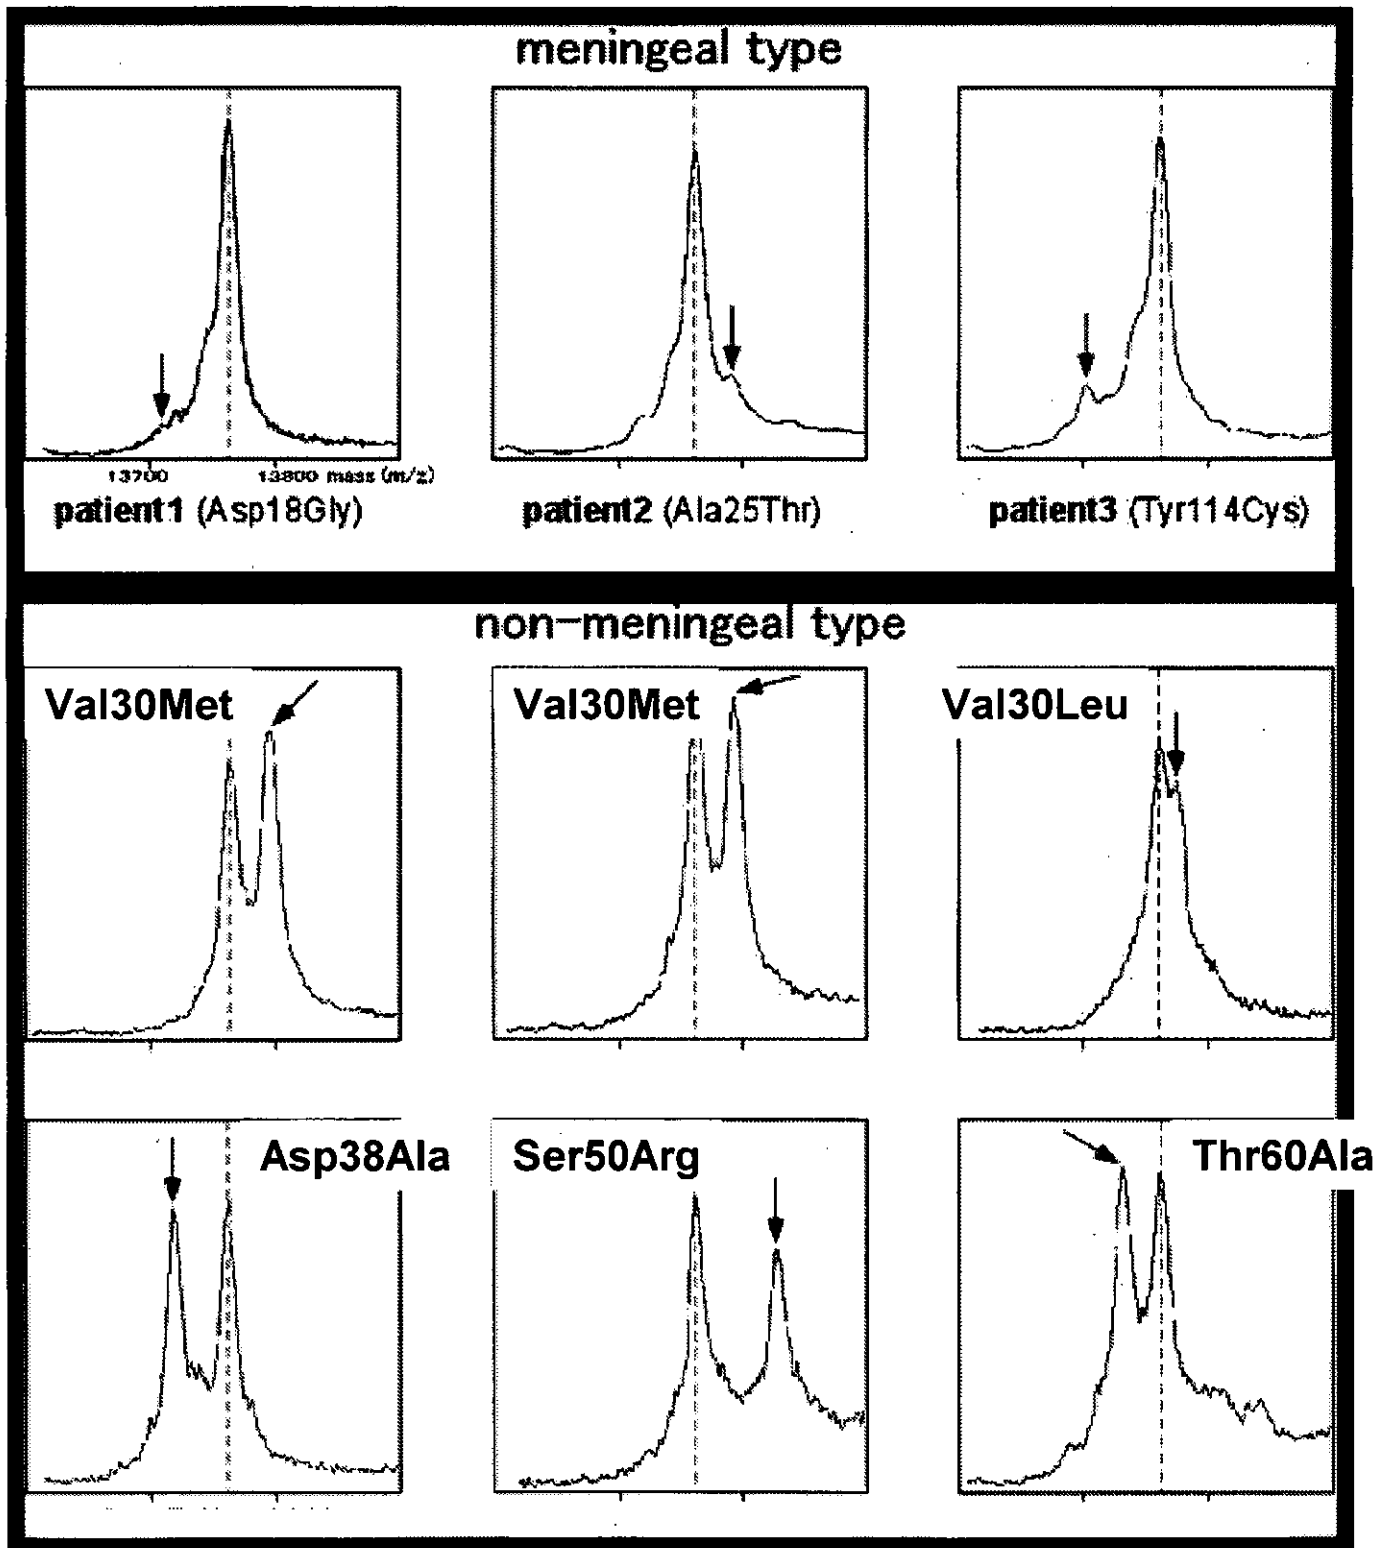 meningeal type
13700 13800 mass (m/z)
patient1 (Asp18Gly) patient2 (Ala25Thr) patient3 (Tyr114Cys)
non-meningeal type
Val30Met Val30Met Val30Leu
Asp38Ala Ser50Arg Thr60Ala